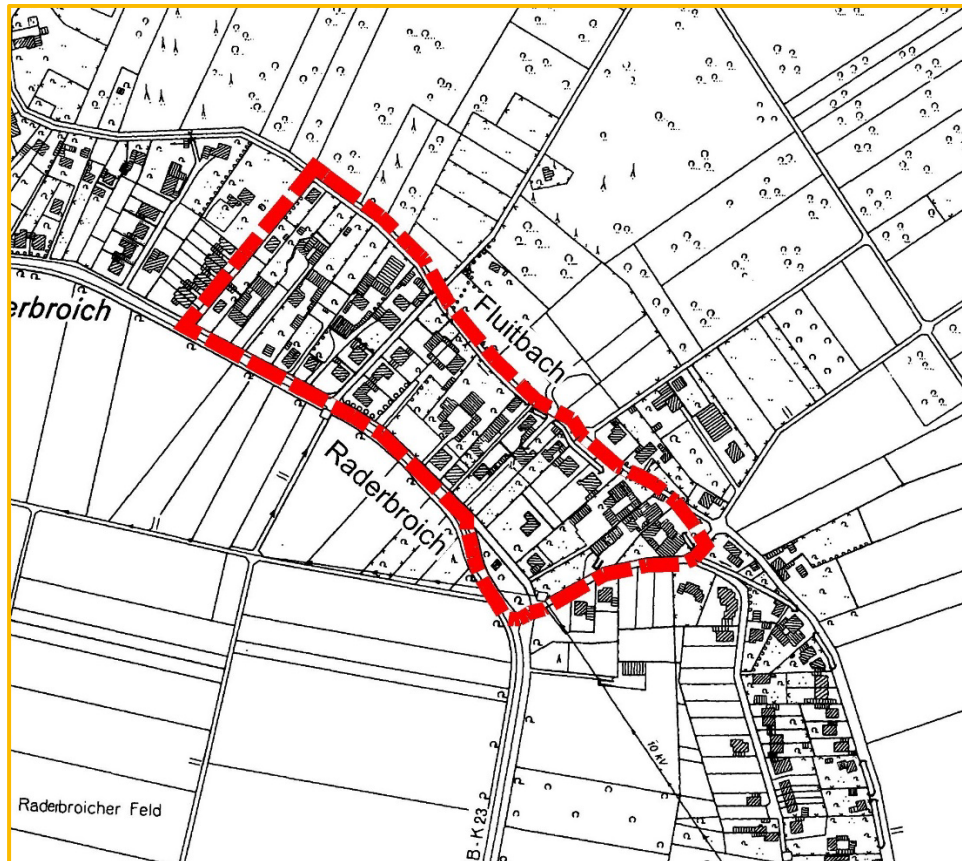 erbroich
Fluitbach
Raderbroich
10 kV
Raderbroicher Feld
B - K 23